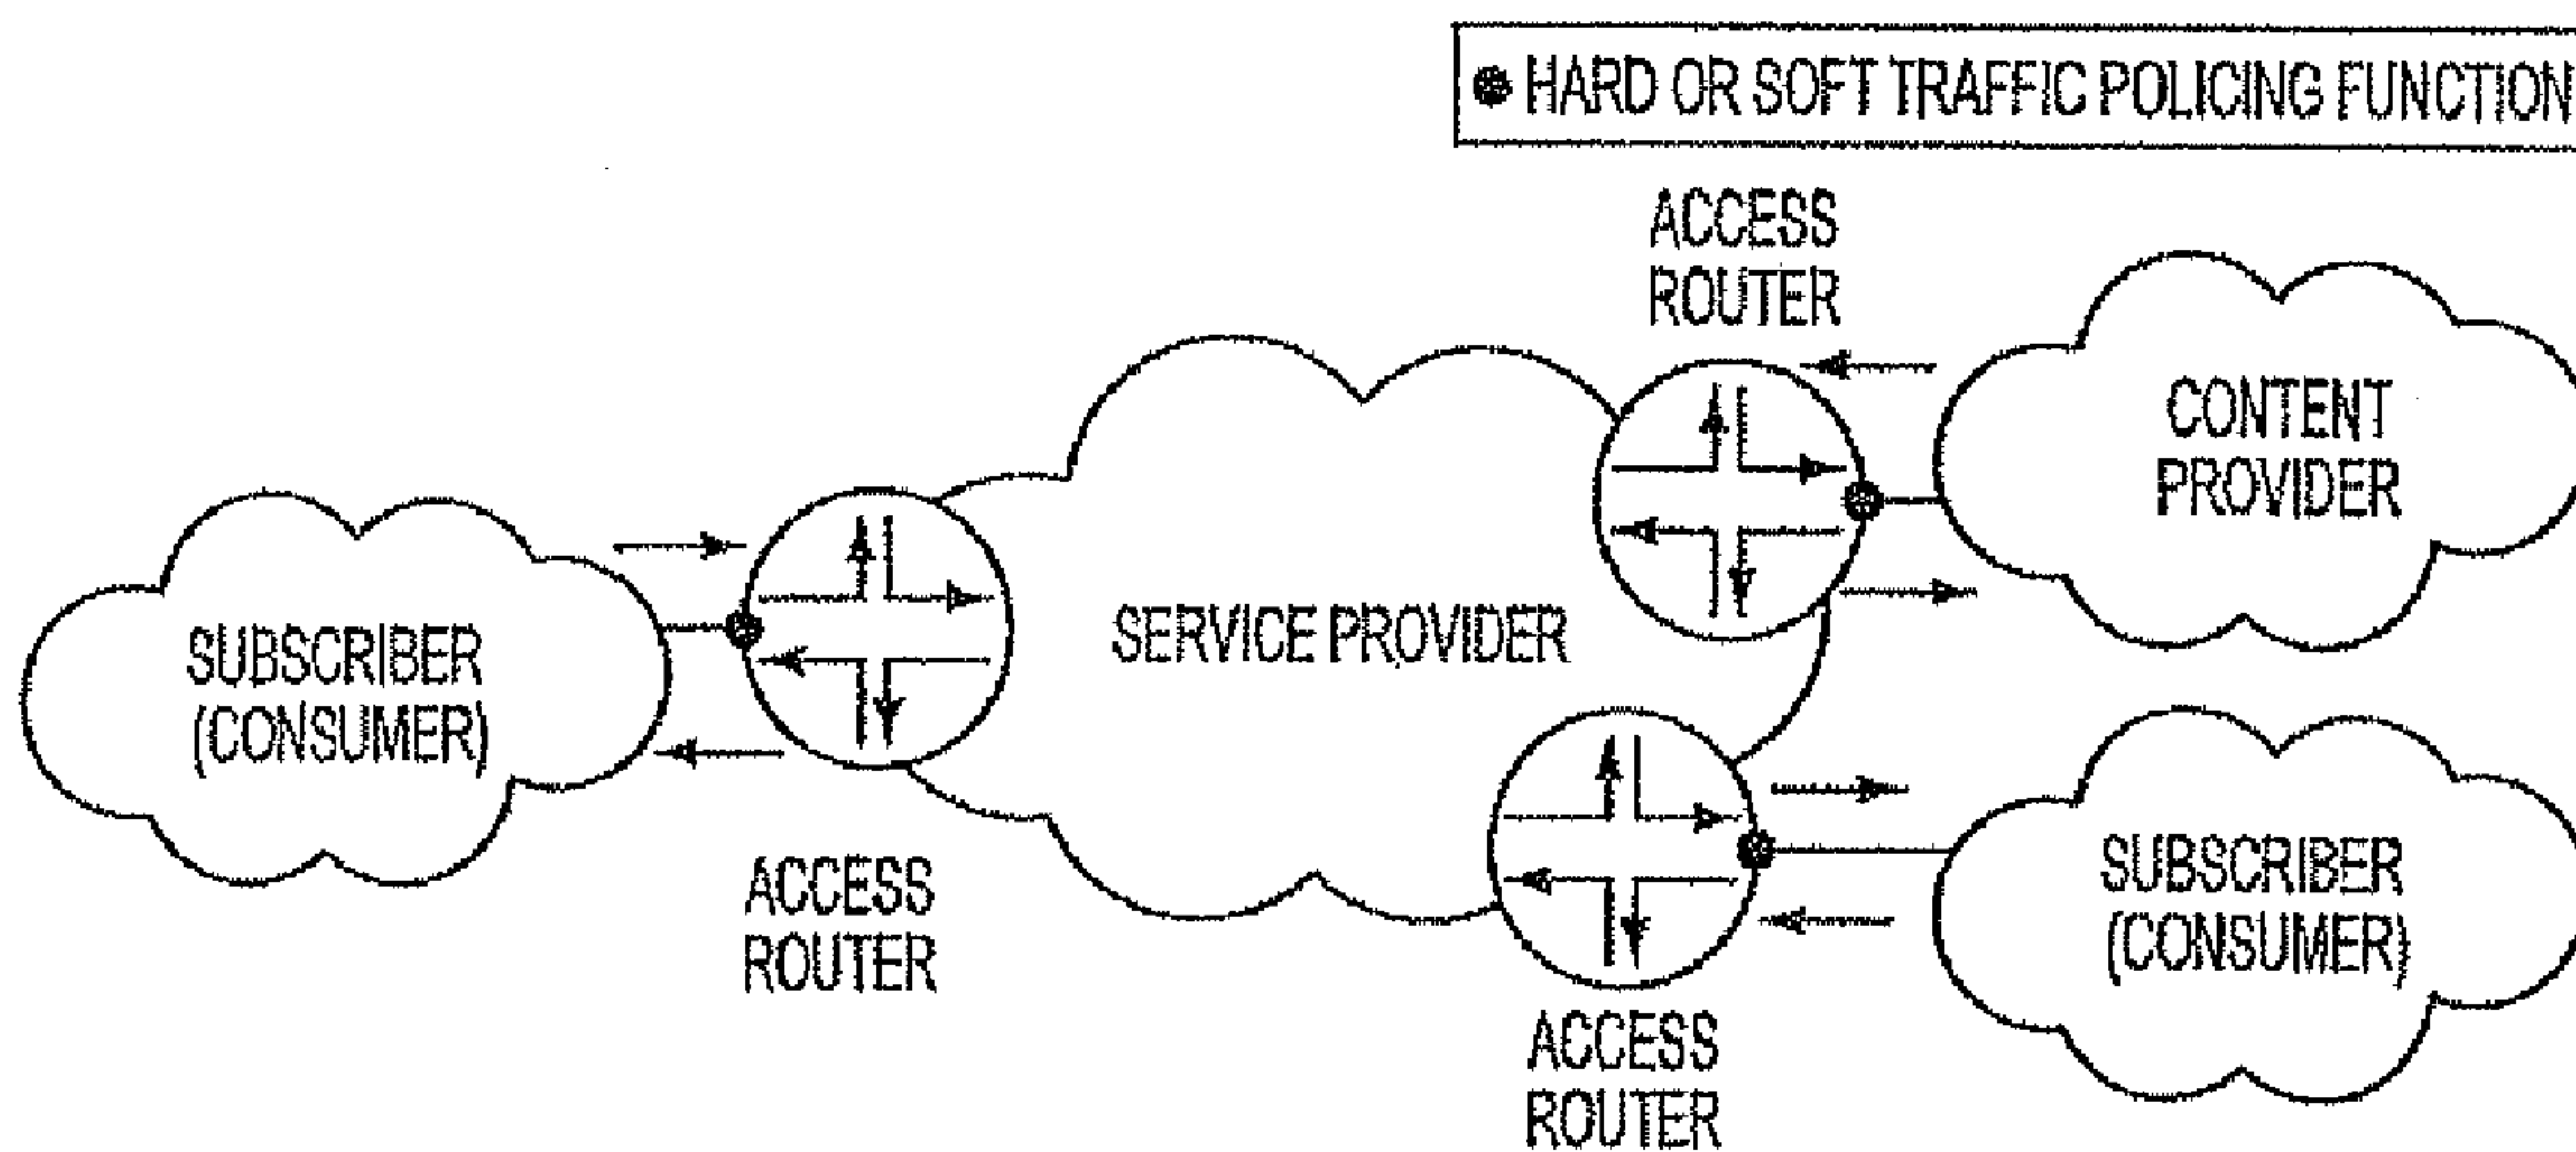 HARD OR SOFT TRAFFIC POLICING FUNCTION
ACCESS
ROUTER
CONTENT
PROVIDER
SERVICE PROVIDER
SUBSCRIBER
(CONSUMER)
ACCESS
ROUTER
SUBSCRIBER
(CONSUMER)
ACCESS
ROUTER